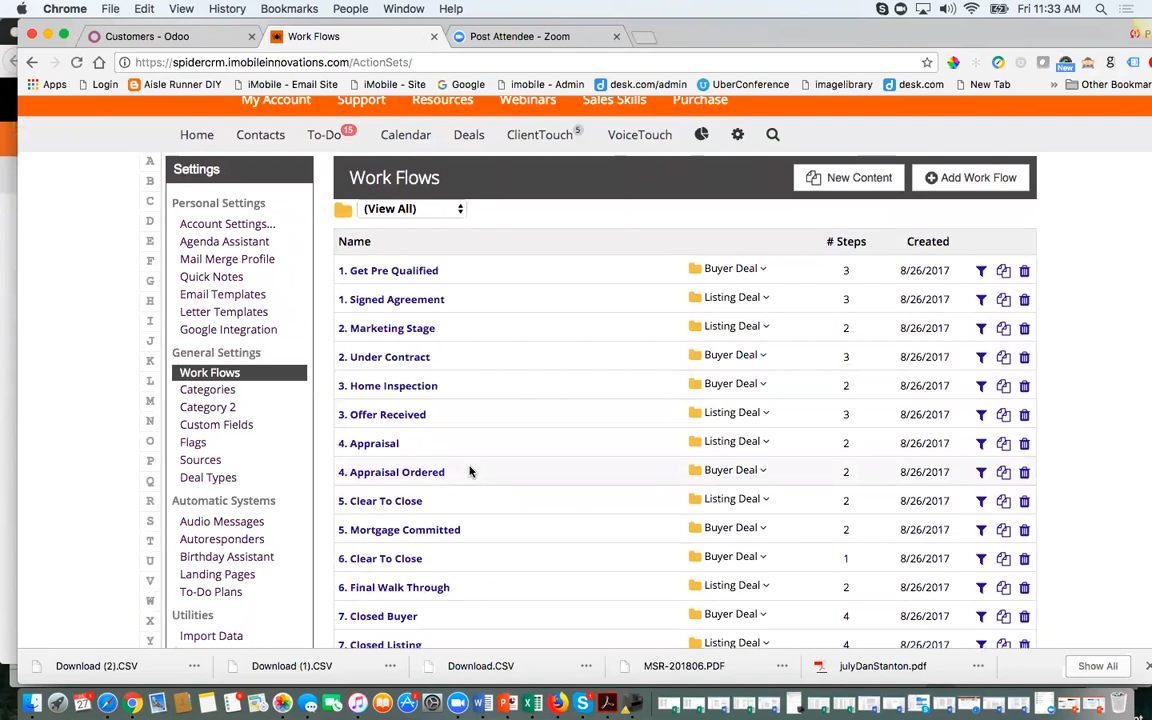 Chrome File Edit View History Bookmarks People Window Help Fri 11:33 AM
Customers - Odoo Work Flows Post Attendee - Zoom
https://spidercrm.imobileinnovations.com/ActionSets/
Apps Login Aisle Runner DIY iMobile - Email Site iMobile - Site Google imobile - Admin desk.com/admin UberConference imagelibrary desk.com New Tab Other Bookmar
New
My Account Support Resources Webinars Sales Skills Purchase
Home Contacts To-Do 15 Calendar Deals ClientTouch 5 VoiceTouch
A
B
C
D
E
F
G
H
I
J
K
L
M
N
O
P
Q
R
S
T
U
V
W
X
Y
Settings
Personal Settings
Account Settings...
Agenda Assistant
Mail Merge Profile
Quick Notes
Email Templates
Letter Templates
Google Integration
General Settings
Work Flows
Categories
Category 2
Custom Fields
Flags
Sources
Deal Types
Automatic Systems
Audio Messages
Autoresponders
Birthday Assistant
Landing Pages
To-Do Plans
Utilities
Import Data
Work Flows New Content Add Work Flow
(View All)
Name # Steps Created
1. Get Pre Qualified Buyer Deal 3 8/26/2017
1. Signed Agreement Listing Deal 3 8/26/2017
2. Marketing Stage Listing Deal 2 8/26/2017
2. Under Contract Buyer Deal 3 8/26/2017
3. Home Inspection Buyer Deal 2 8/26/2017
3. Offer Received Listing Deal 3 8/26/2017
4. Appraisal Listing Deal 2 8/26/2017
4. Appraisal Ordered Buyer Deal 2 8/26/2017
5. Clear To Close Listing Deal 2 8/26/2017
5. Mortgage Committed Buyer Deal 2 8/26/2017
6. Clear To Close Buyer Deal 1 8/26/2017
6. Final Walk Through Listing Deal 2 8/26/2017
7. Closed Buyer Buyer Deal 4 8/26/2017
7. Closed Listing Listing Deal 4 8/26/2017
Download (2).CSV Download (1).CSV Download.CSV MSR-201806.PDF julyDanStanton.pdf Show All